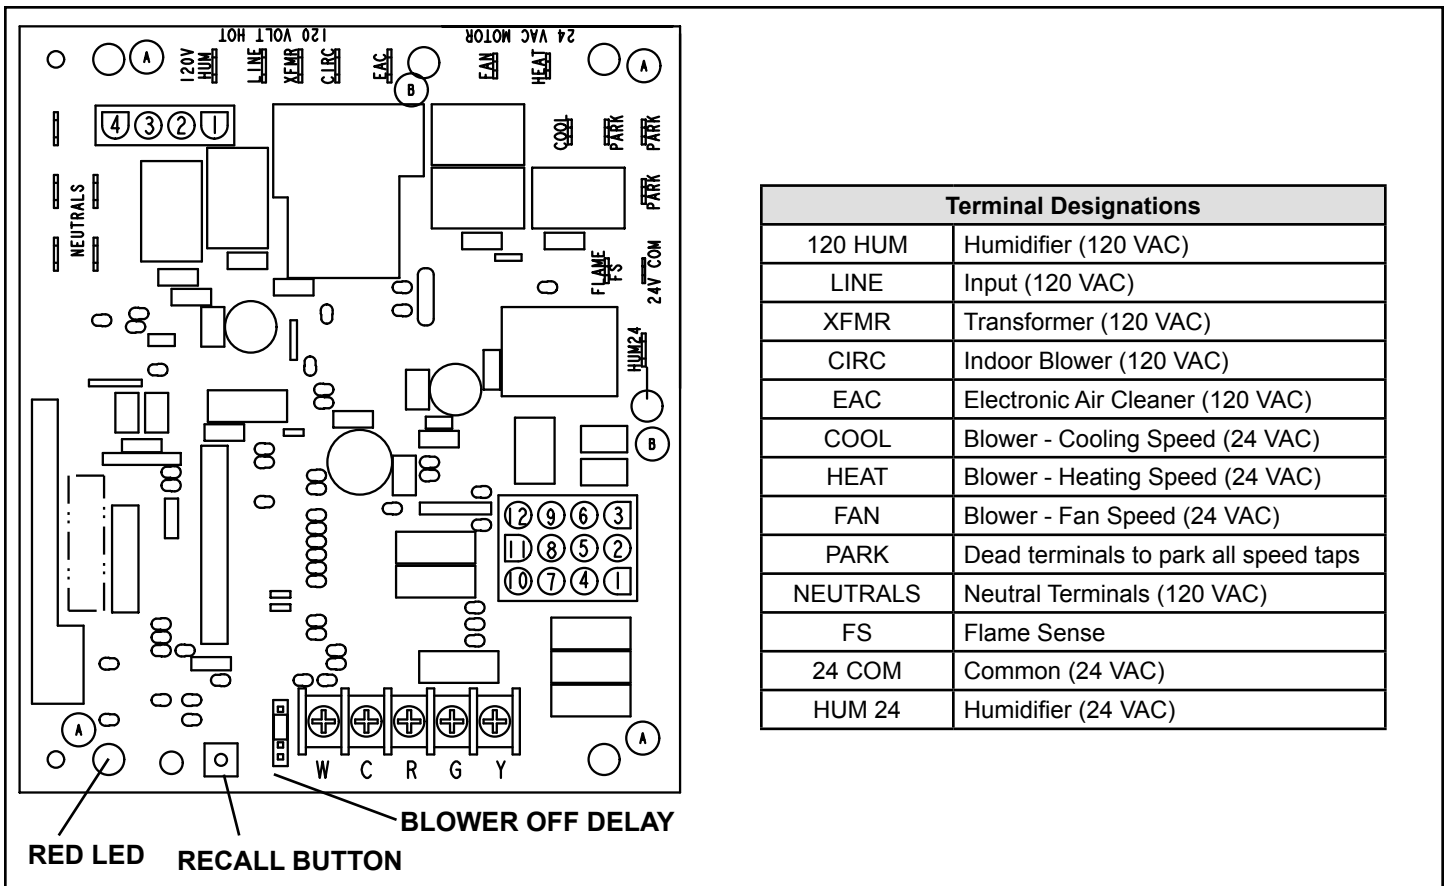 120 VOLT HOT
24 VAC MOTOR
A
120V
HUM
LINE
XFMR
CIRC
EAC
B
FAN
HEAT
A
4 3 2 1
COOL
PARK
PARK
NEUTRALS
PARK
FLAME
FS
24V COM
HUM24
B
12 9 6 3
11 8 5 2
10 7 4 1
A
A
W C R G Y
BLOWER OFF DELAY
RED LED
RECALL BUTTON
Terminal Designations
120 HUM Humidifier (120 VAC)
LINE Input (120 VAC)
XFMR Transformer (120 VAC)
CIRC Indoor Blower (120 VAC)
EAC Electronic Air Cleaner (120 VAC)
COOL Blower - Cooling Speed (24 VAC)
HEAT Blower - Heating Speed (24 VAC)
FAN Blower - Fan Speed (24 VAC)
PARK Dead terminals to park all speed taps
NEUTRALS Neutral Terminals (120 VAC)
FS Flame Sense
24 COM Common (24 VAC)
HUM 24 Humidifier (24 VAC)